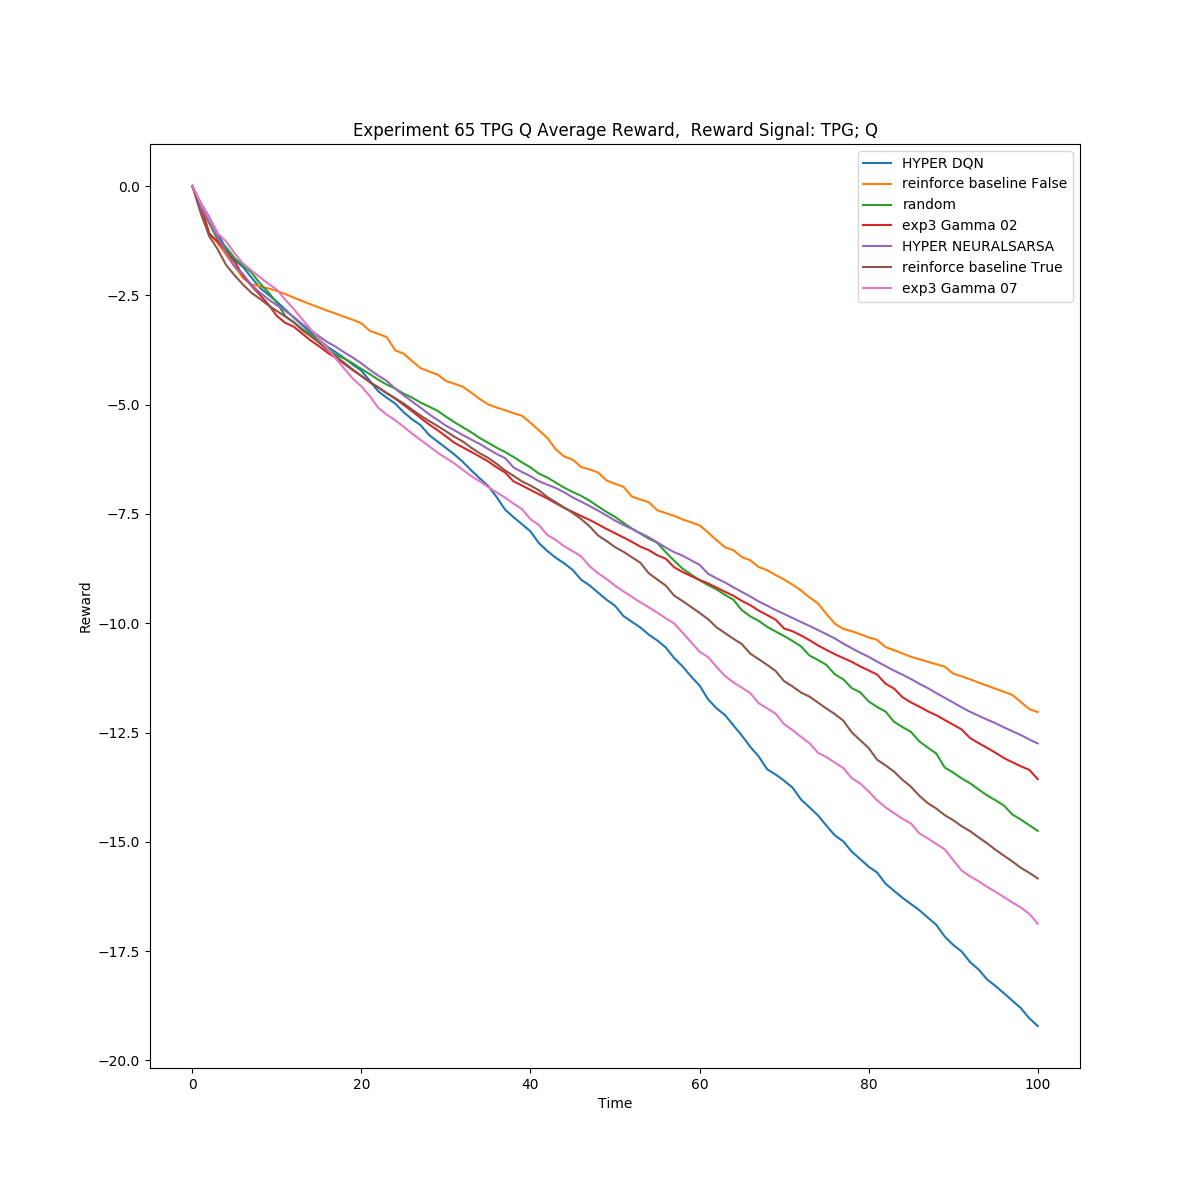 Experiment 65 TPG Q Average Reward,  Reward Signal: TPG; Q
HYPER DQN
reinforce baseline False
random
exp3 Gamma 02
HYPER NEURALSARSA
reinforce baseline True
exp3 Gamma 07
0.0
−2.5
−5.0
−7.5
−10.0
−12.5
−15.0
−17.5
−20.0
Reward
0 20 40 60 80 100
Time